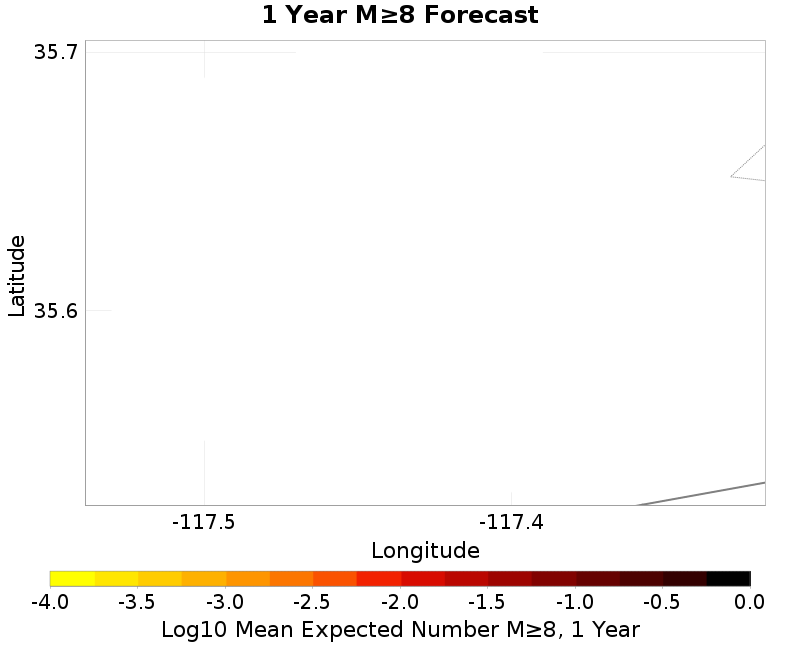 1 Year M≥8 Forecast
35.7
Latitude
35.6
-117.5 -117.4
Longitude
-4.0 -3.5 -3.0 -2.5 -2.0 -1.5 -1.0 -0.5 0.0
Log10 Mean Expected Number M≥8, 1 Year